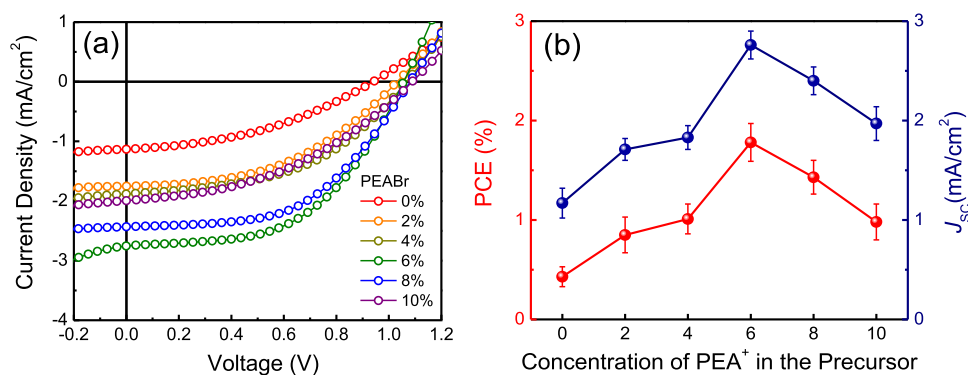 (a)
Current Density (mA/cm²)
1
0
-1
-2
-3
-4
PEABr
0%
2%
4%
6%
8%
10%
-0.2 0.0 0.2 0.4 0.6 0.8 1.0 1.2
Voltage (V)
(b)
PCE (%)
3
2
1
0
3
2
1
0
J_SC (mA/cm²)
0 2 4 6 8 10
Concentration of PEA⁺ in the Precursor